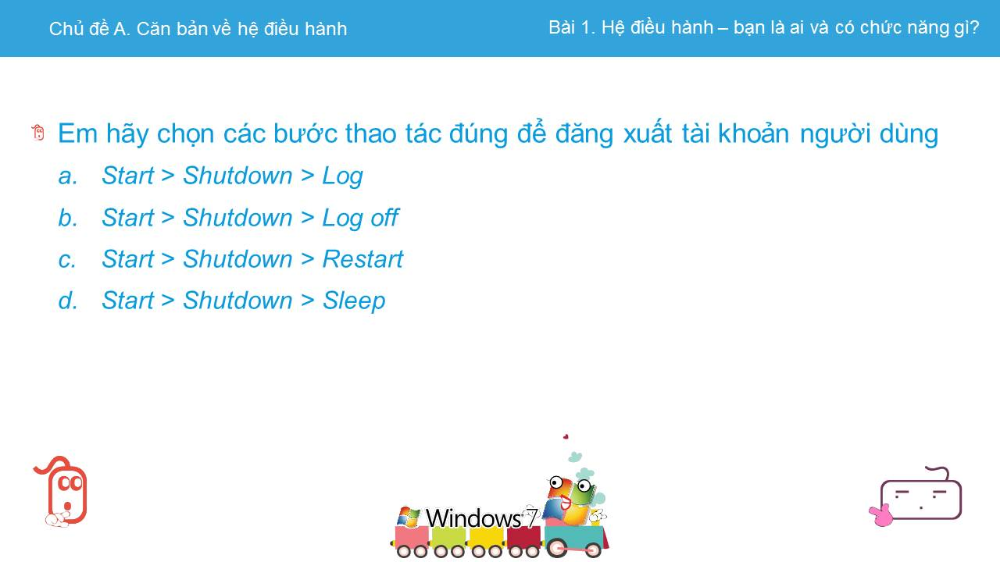 Chủ đề A. Căn bản về hệ điều hành
Bài 1. Hệ điều hành – bạn là ai và có chức năng gì?
Em hãy chọn các bước thao tác đúng để đăng xuất tài khoản người dùng
a. Start > Shutdown > Log
b. Start > Shutdown > Log off
c. Start > Shutdown > Restart
d. Start > Shutdown > Sleep
Windows 7